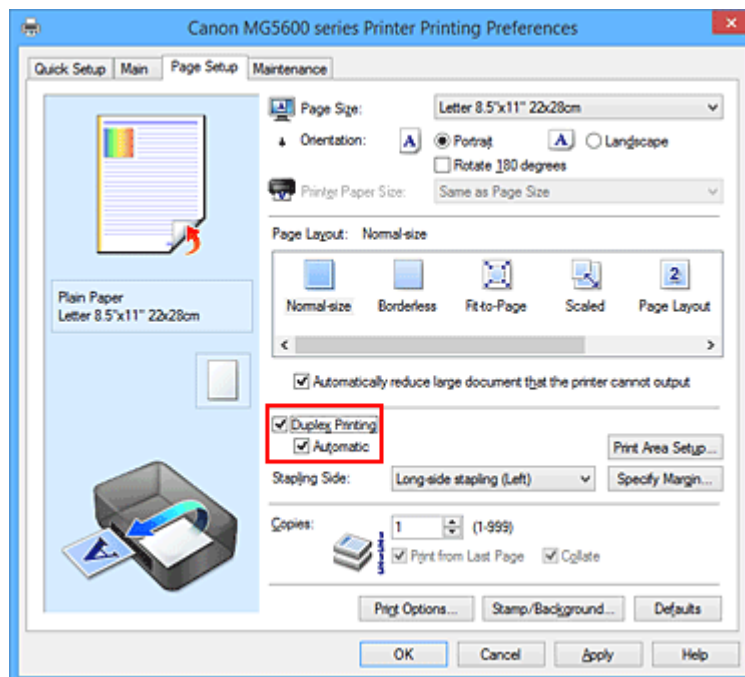 Canon MG5600 series Printer Printing Preferences
Quick Setup Main Page Setup Maintenance
Page Size: Letter 8.5"x11" 22x28cm
Orientation: A Portrait A Landscape
Rotate 180 degrees
Printer Paper Size: Same as Page Size
Page Layout: Normal-size
Normal-size Borderless Fit-to-Page Scaled 2 Page Layout
Plain Paper
Letter 8.5"x11" 22x28cm
Automatically reduce large document that the printer cannot output
Duplex Printing
Automatic
Print Area Setup...
Stapling Side: Long-side stapling (Left) Specify Margin...
Copies: 1 (1-999)
Print from Last Page Collate
A
Print Options... Stamp/Background... Defaults
OK Cancel Apply Help